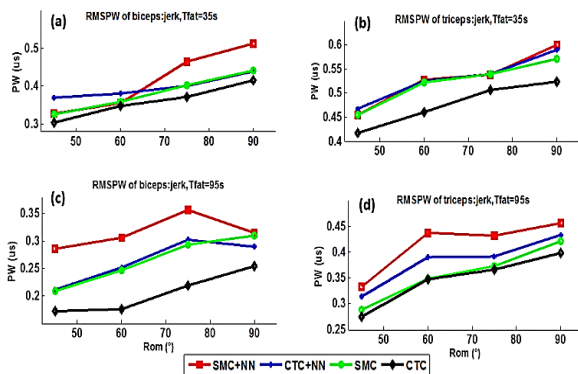 RMSPW of biceps:jerk,Tfat=35s
(a)
PW (us)
0.5
0.4
0.3
50 60 70 80 90
RMSPW of triceps:jerk,Tfat=35s
(b)
PW (us)
0.6
0.55
0.5
0.45
0.4
50 60 70 80 90
RMSPW of biceps:jerk,Tfat=95s
(c)
PW (us)
0.35
0.3
0.25
0.2
50 60 70 80 90
Rom (°)
RMSPW of triceps:jerk,Tfat=95s
(d)
PW (us)
0.45
0.4
0.35
0.3
0.25
50 60 70 80 90
Rom (°)
SMC+NN CTC+NN SMC CTC